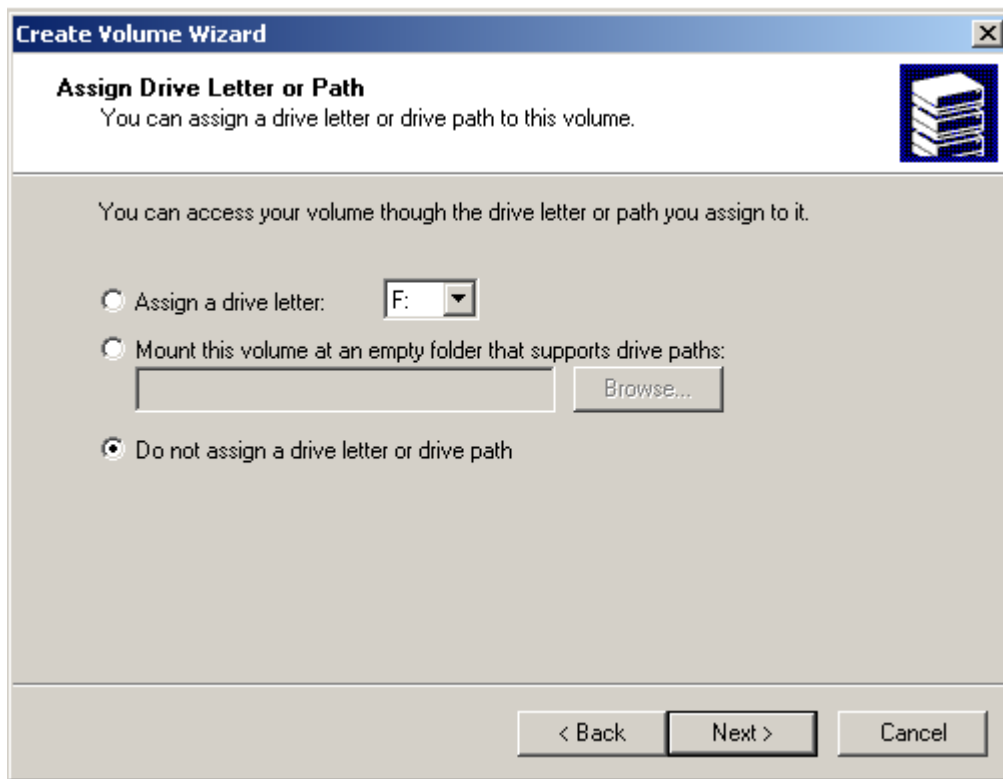 Create Volume Wizard
Assign Drive Letter or Path
You can assign a drive letter or drive path to this volume.
You can access your volume though the drive letter or path you assign to it.
Assign a drive letter: F:
Mount this volume at an empty folder that supports drive paths:
Browse...
Do not assign a drive letter or drive path
< Back Next > Cancel